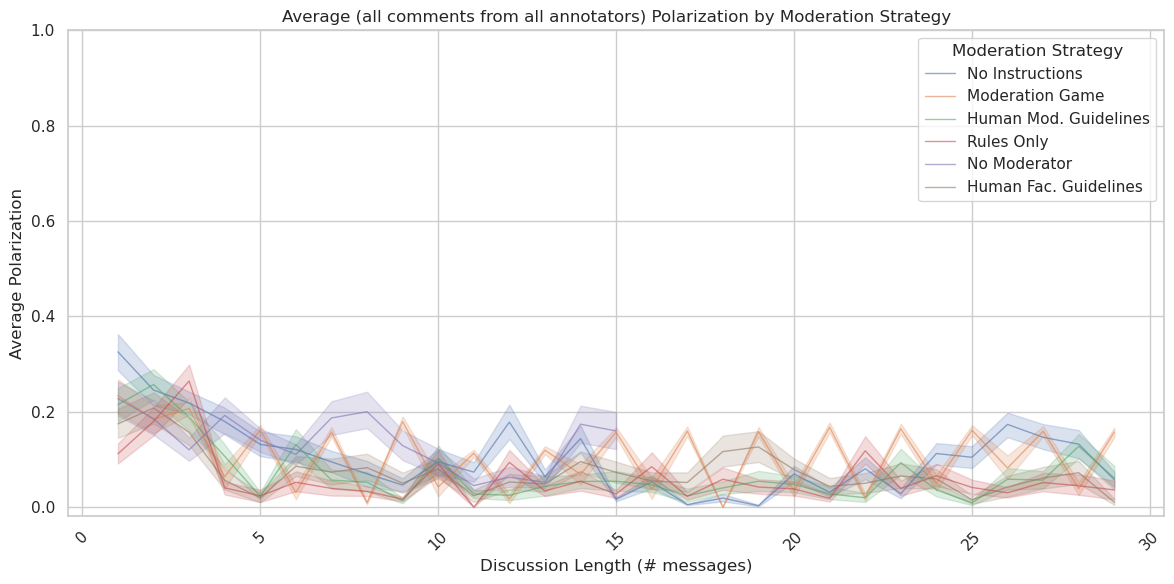 Average (all comments from all annotators) Polarization by Moderation Strategy
Average Polarization
1.0
0.8
0.6
0.4
0.2
0.0
Moderation Strategy
No Instructions
Moderation Game
Human Mod. Guidelines
Rules Only
No Moderator
Human Fac. Guidelines
0
5
10
15
20
25
30
Discussion Length (# messages)